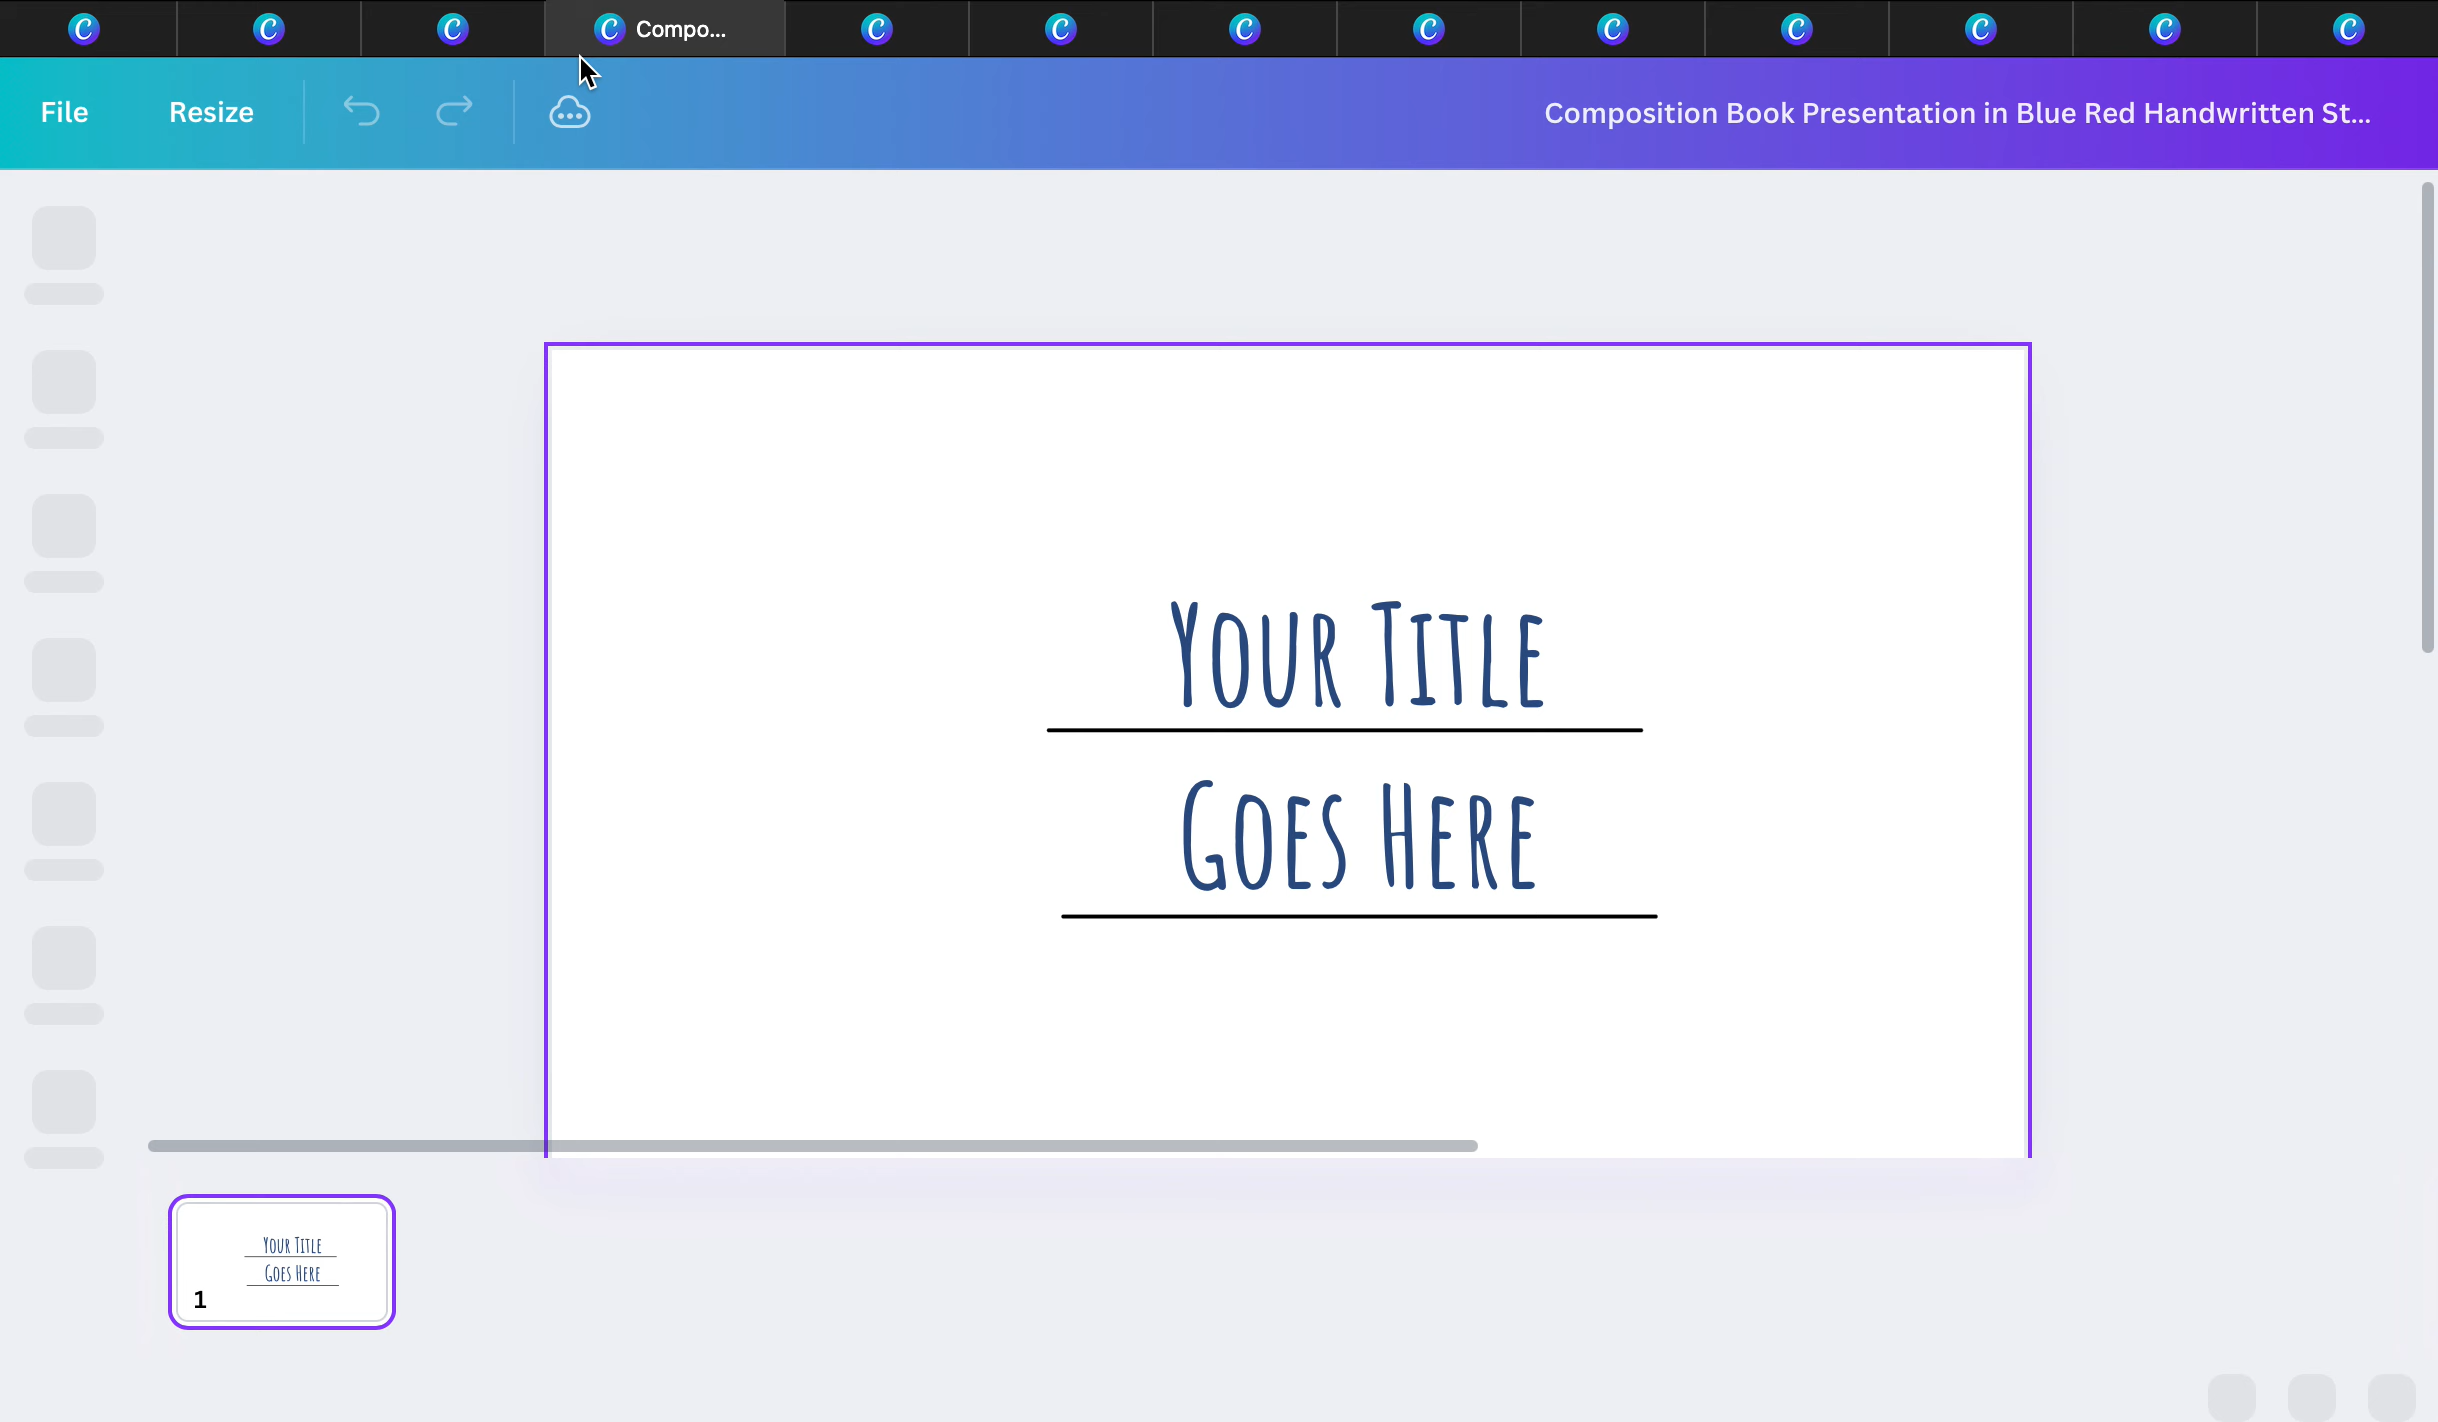 Compo...
File Resize Composition Book Presentation in Blue Red Handwritten St...
Your Title
Goes Here
Your Title
Goes Here
1